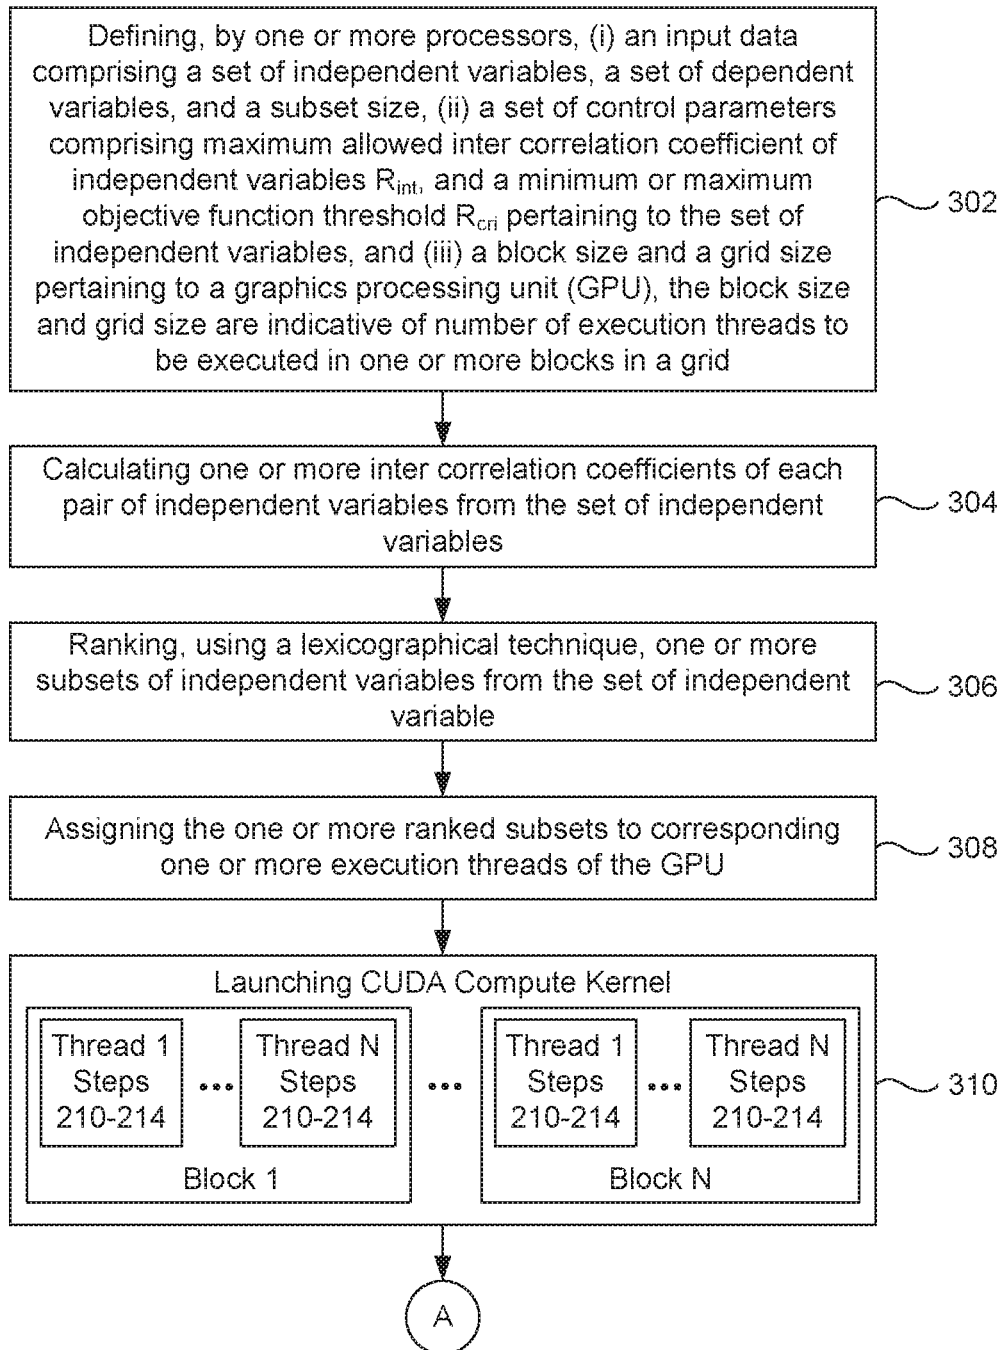 Defining, by one or more processors, (i) an input data
comprising a set of independent variables, a set of dependent
variables, and a subset size, (ii) a set of control parameters
comprising maximum allowed inter correlation coefficient of
independent variables Rint, and a minimum or maximum
objective function threshold Rcri pertaining to the set of
independent variables, and (iii) a block size and a grid size
pertaining to a graphics processing unit (GPU), the block size
and grid size are indicative of number of execution threads to
be executed in one or more blocks in a grid
302
Calculating one or more inter correlation coefficients of each
pair of independent variables from the set of independent
variables
304
Ranking, using a lexicographical technique, one or more
subsets of independent variables from the set of independent
variable
306
Assigning the one or more ranked subsets to corresponding
one or more execution threads of the GPU
308
Launching CUDA Compute Kernel
Thread 1
Steps
210-214
...
Thread N
Steps
210-214
Block 1
...
Thread 1
Steps
210-214
...
Thread N
Steps
210-214
Block N
310
A